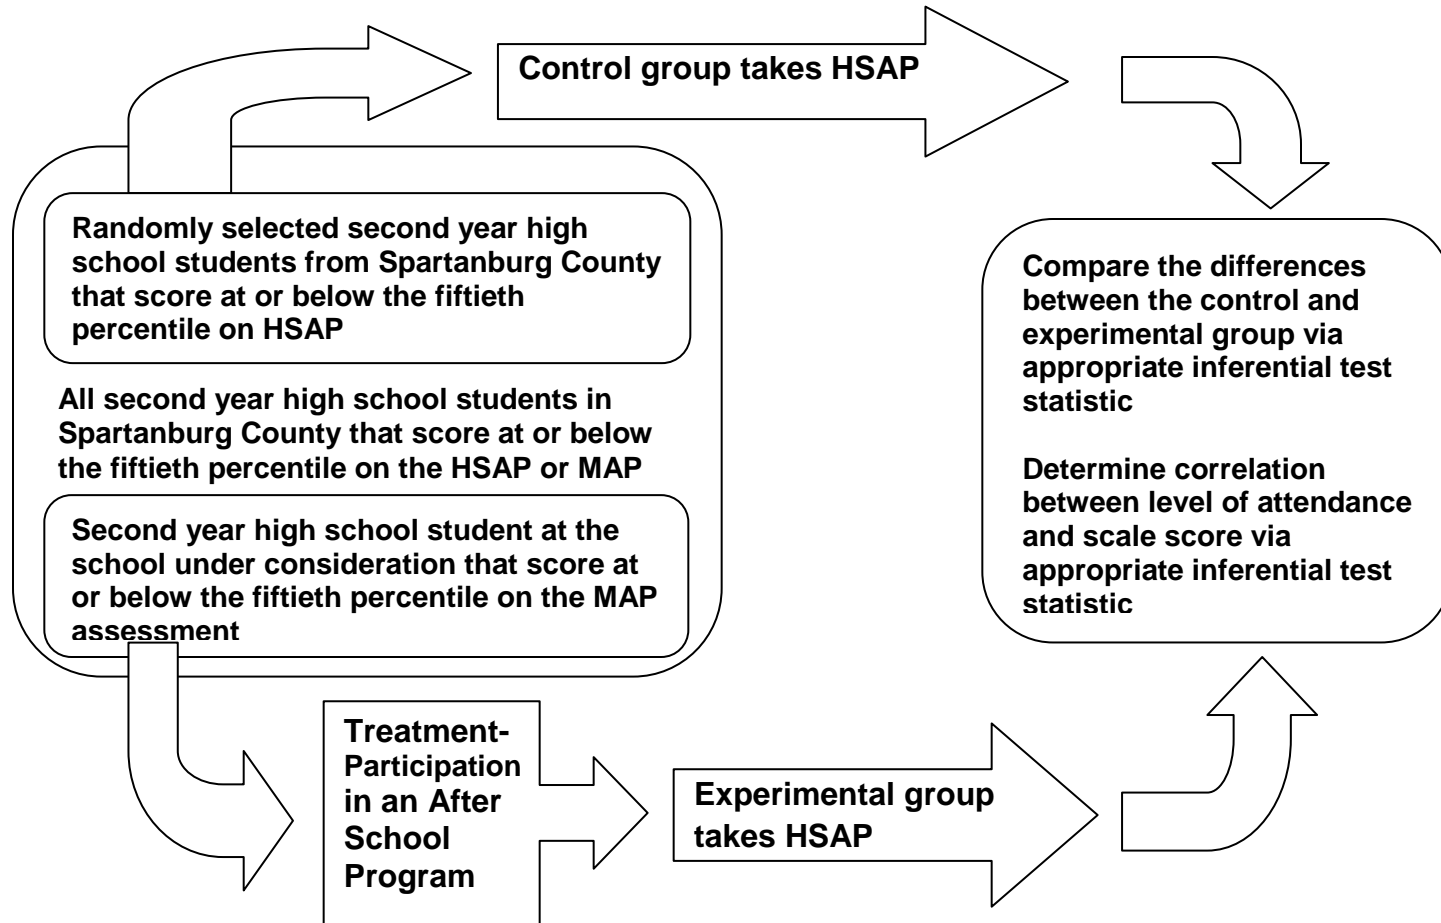 Control group takes HSAP
Randomly selected second year high
school students from Spartanburg County
that score at or below the fiftieth
percentile on HSAP
All second year high school students in
Spartanburg County that score at or below
the fiftieth percentile on the HSAP or MAP
Second year high school student at the
school under consideration that score at
or below the fiftieth percentile on the MAP
assessment
Treatment-
Participation
in an After
School
Program
Experimental group
takes HSAP
Compare the differences
between the control and
experimental group via
appropriate inferential test
statistic
Determine correlation
between level of attendance
and scale score via
appropriate inferential test
statistic